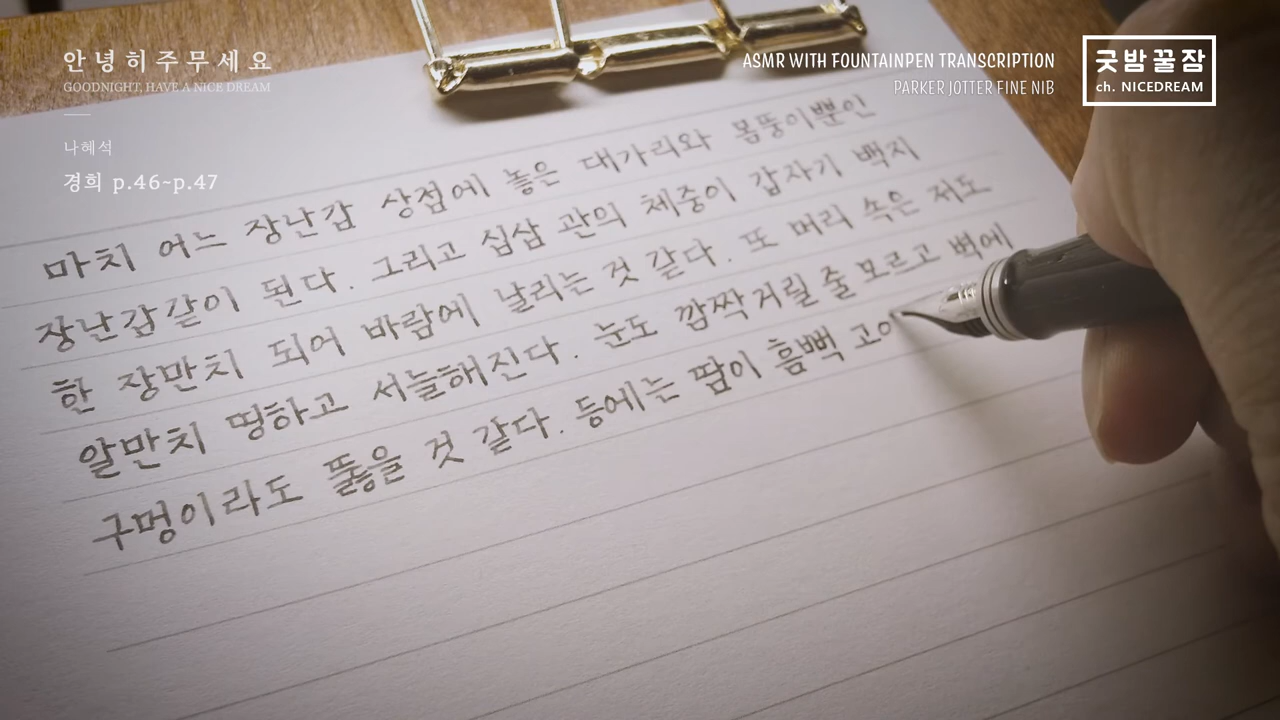 안녕히주무세요
GOODNIGHT, HAVE A NICE DREAM
나혜석
경희 p.46~p.47
ASMR WITH FOUNTAINPEN TRANSCRIPTION
PARKER JOTTER FINE NIB
굿밤꿀잠
ch. NICEDREAM
마치 어느 장난감 상점에 놓은 대가리와 몸뚱이뿐인
장난감같이 된다. 그리고 십삼 관의 체중이 갑자기 백지
한 장만치 되어 바람에 날리는 것 같다. 또 머리 속은 저도
알만치 띵하고 서늘해진다. 눈도 깜짝거릴 줄 모르고 벽에
구멍이라도 뚫을 것 같다. 등에는 땀이 흠뻑 고이